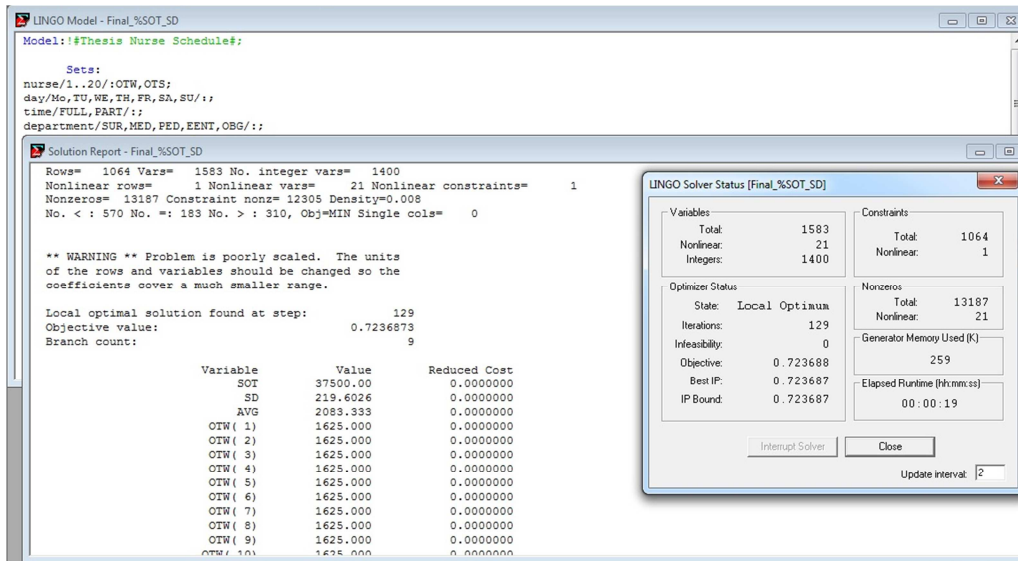 LINGO Model - Final_%SOT_SD
Model:!#Thesis Nurse Schedule#;
Sets:
nurse/1..20/:OTW,OTS;
day/Mo,TU,WE,TH,FR,SA,SU/:;
time/FULL,PART/:;
department/SUR,MED,PED,EENT,OBG/:;
Solution Report - Final_%SOT_SD
Rows= 1064 Vars= 1583 No. integer vars= 1400
Nonlinear rows= 1 Nonlinear vars= 21 Nonlinear constraints= 1
Nonzeros= 13187 Constraint nonz= 12305 Density=0.008
No. < : 570 No. =: 183 No. > : 310, Obj=MIN Single cols= 0
** WARNING ** Problem is poorly scaled. The units
of the rows and variables should be changed so the
coefficients cover a much smaller range.
Local optimal solution found at step: 129
Objective value: 0.7236873
Branch count: 9
Variable Value Reduced Cost
SOT 37500.00 0.0000000
SD 219.6026 0.0000000
AVG 2083.333 0.0000000
OTW( 1) 1625.000 0.0000000
OTW( 2) 1625.000 0.0000000
OTW( 3) 1625.000 0.0000000
OTW( 4) 1625.000 0.0000000
OTW( 5) 1625.000 0.0000000
OTW( 6) 1625.000 0.0000000
OTW( 7) 1625.000 0.0000000
OTW( 8) 1625.000 0.0000000
OTW( 9) 1625.000 0.0000000
OTW( 10) 1625.000 0.0000000
LINGO Solver Status [Final_%SOT_SD]
Variables
Total: 1583
Nonlinear: 21
Integers: 1400
Constraints
Total: 1064
Nonlinear: 1
Optimizer Status
State: Local Optimum
Iterations: 129
Infeasibility: 0
Objective: 0.723688
Best IP: 0.723687
IP Bound: 0.723687
Nonzeros
Total: 13187
Nonlinear: 21
Generator Memory Used (K)
259
Elapsed Runtime (hh:mm:ss)
00:00:19
Interrupt Solver Close
Update interval: 2